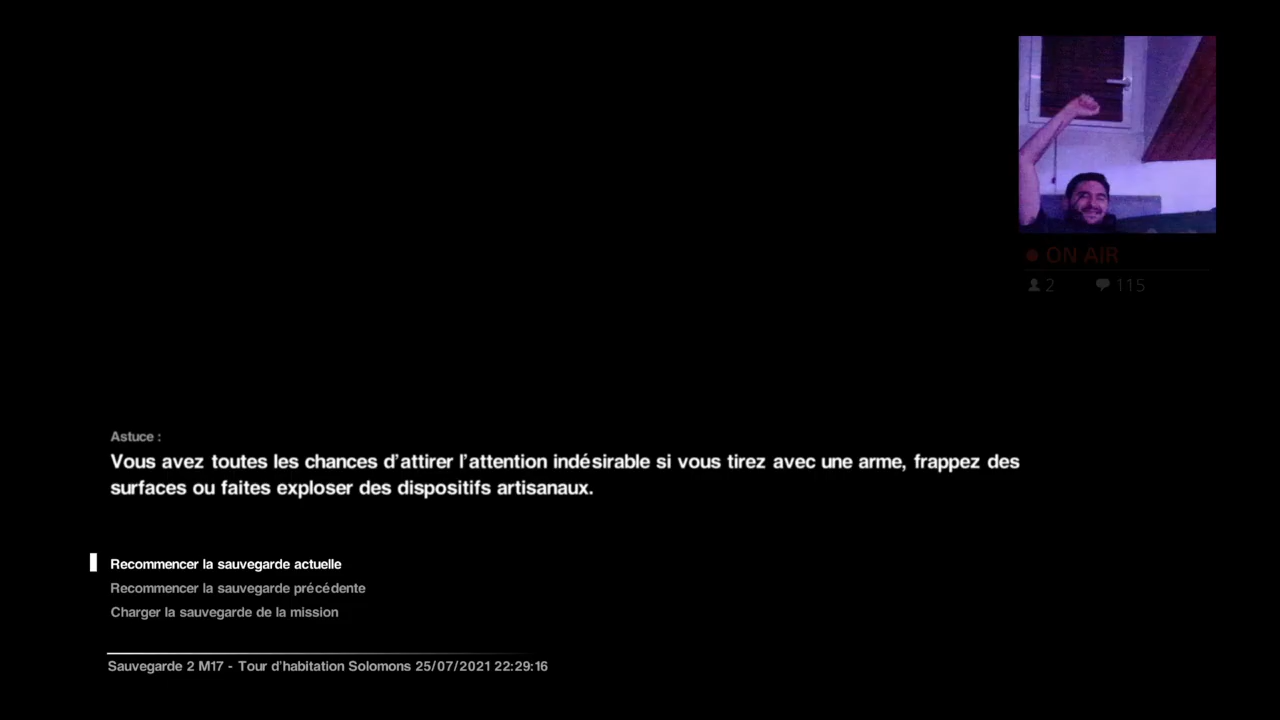 ON AIR
2 115
Astuce :
Vous avez toutes les chances d'attirer l'attention indésirable si vous tirez avec une arme, frappez des
surfaces ou faites exploser des dispositifs artisanaux.
Recommencer la sauvegarde actuelle
Recommencer la sauvegarde précédente
Charger la sauvegarde de la mission
Sauvegarde 2 M17 - Tour d'habitation Solomons 25/07/2021 22:29:16